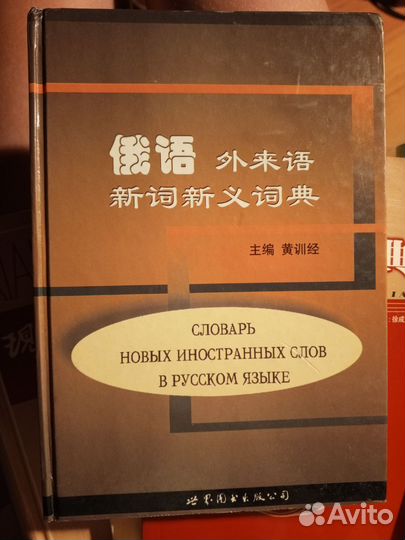 俄语 外来语
新词新义词典
主编 黄训经
СЛОВАРЬ
НОВЫХ ИНОСТРАННЫХ СЛОВ
В РУССКОМ ЯЗЫКЕ
世界图书出版公司
Avito